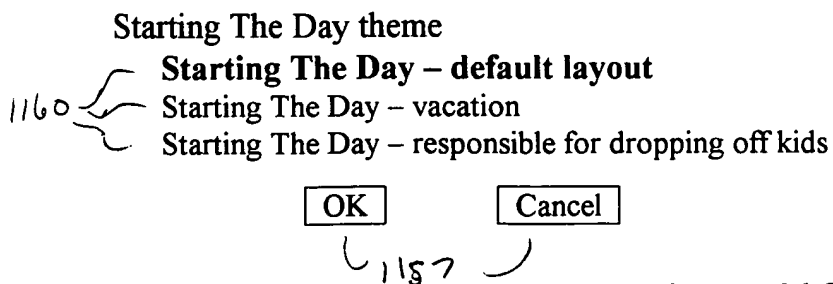 Starting The Day theme
Starting The Day – default layout
1160
Starting The Day – vacation
Starting The Day – responsible for dropping off kids
OK Cancel
1157